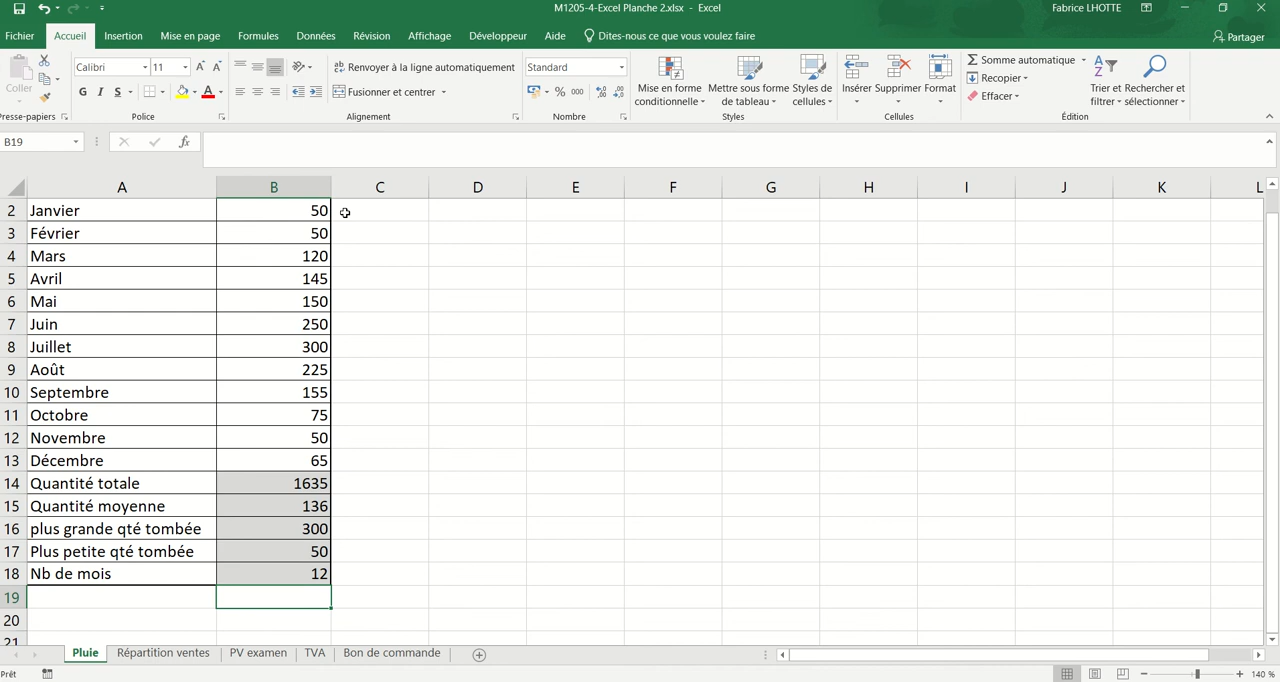 M1205-4-Excel Planche 2.xlsx - Excel
Fabrice LHOTTE
Fichier Accueil Insertion Mise en page Formules Données Révision Affichage Développeur Aide Dites-nous ce que vous voulez faire Partager
Coller
Calibri 11
Renvoyer à la ligne automatiquement
Standard
Mise en forme conditionnelle
Mettre sous forme de tableau
Styles de cellules
Insérer Supprimer Format
Somme automatique
Recopier
Effacer
Trier et filtrer
Rechercher et sélectionner
G I S
Fusionner et centrer
% 000
Presse-papiers Police Alignement Nombre Styles Cellules Édition
B19 fx
A B C D E F G H I J K L
2 Janvier 50
3 Février 50
4 Mars 120
5 Avril 145
6 Mai 150
7 Juin 250
8 Juillet 300
9 Août 225
10 Septembre 155
11 Octobre 75
12 Novembre 50
13 Décembre 65
14 Quantité totale 1635
15 Quantité moyenne 136
16 plus grande qté tombée 300
17 Plus petite qté tombée 50
18 Nb de mois 12
19
20
21
Pluie Répartition ventes PV examen TVA Bon de commande
Prêt
140 %